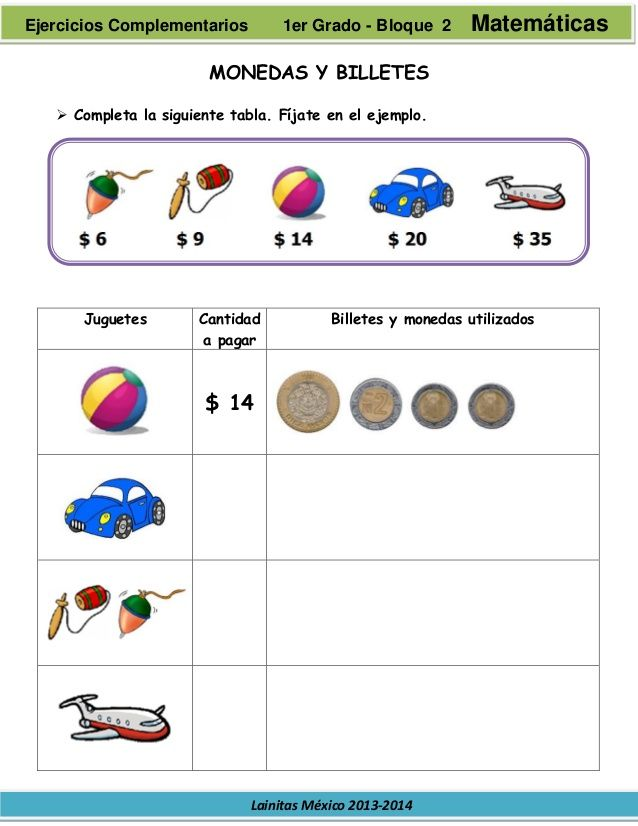 Ejercicios Complementarios 1er Grado - Bloque 2 Matemáticas
MONEDAS Y BILLETES
➢ Completa la siguiente tabla. Fíjate en el ejemplo.
$ 6 $ 9 $ 14 $ 20 $ 35
Juguetes Cantidad a pagar Billetes y monedas utilizados
$ 14
Lainitas México 2013-2014